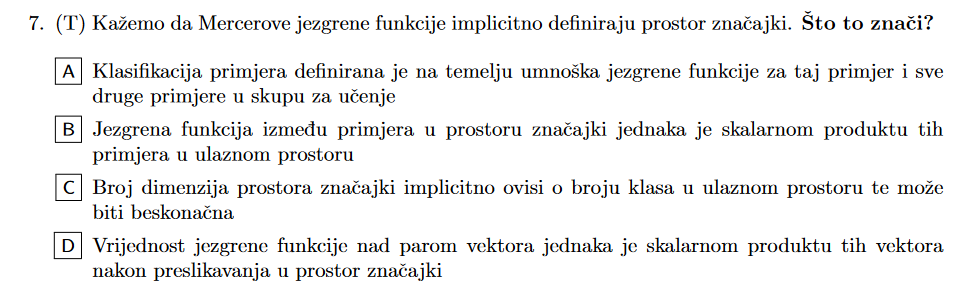 7. (T) Kažemo da Mercerove jezgrene funkcije implicitno definiraju prostor značajki. Što to znači?
A Klasifikacija primjera definirana je na temelju umnoška jezgrene funkcije za taj primjer i sve
druge primjere u skupu za učenje
B Jezgrena funkcija između primjera u prostoru značajki jednaka je skalarnom produktu tih
primjera u ulaznom prostoru
C Broj dimenzija prostora značajki implicitno ovisi o broju klasa u ulaznom prostoru te može
biti beskonačna
D Vrijednost jezgrene funkcije nad parom vektora jednaka je skalarnom produktu tih vektora
nakon preslikavanja u prostor značajki